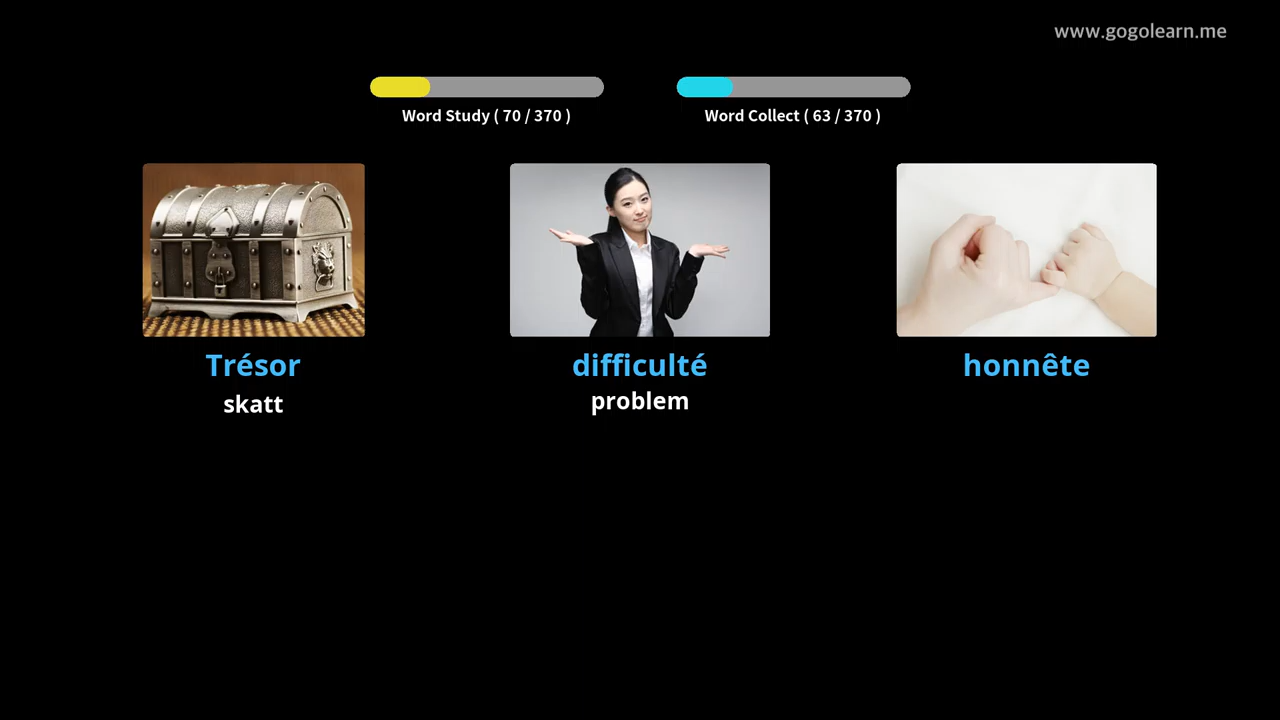 www.gogolearn.me
Word Study ( 70 / 370 )
Word Collect ( 63 / 370 )
Trésor
skatt
difficulté
problem
honnête